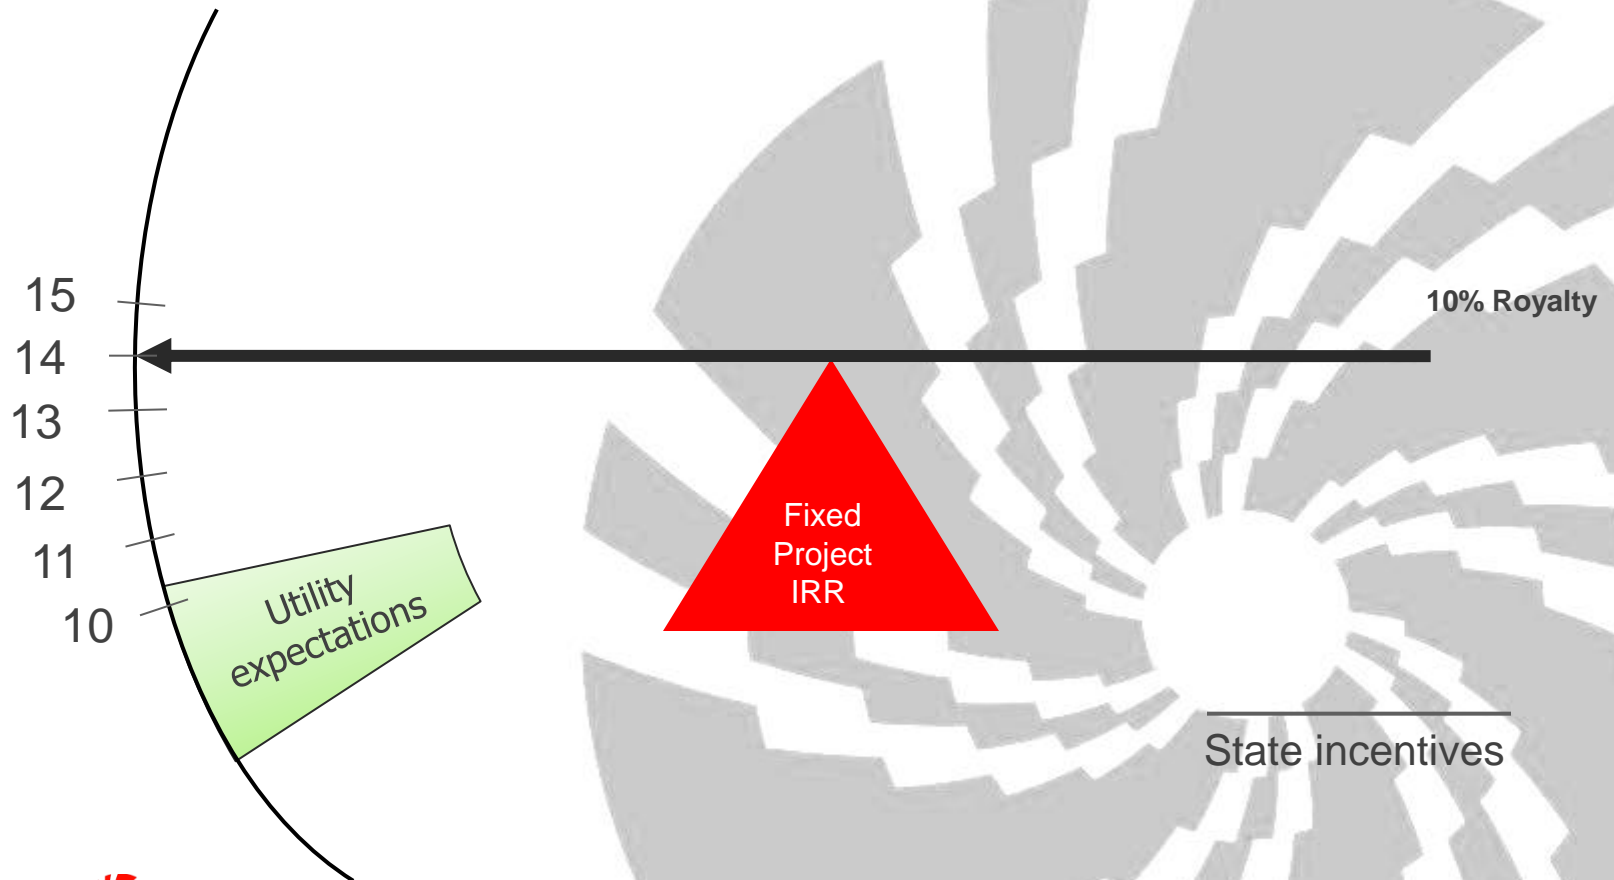 15
10% Royalty
14
13
12
11
10
Utility
expectations
Fixed
Project
IRR
State incentives